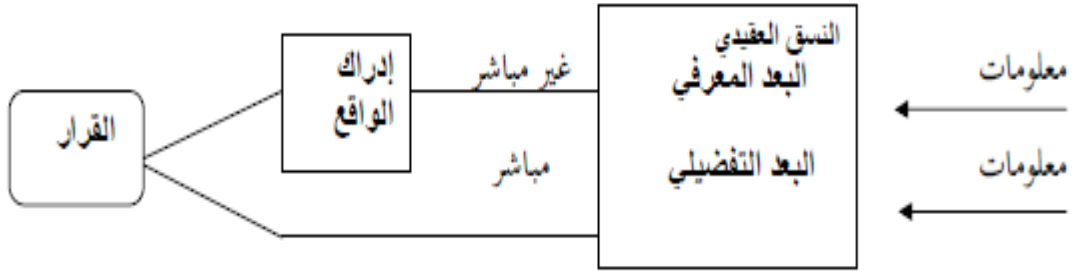 النسق العقيدي
البعد المعرفي
البعد التفضيلي
معلومات
معلومات
غير مباشر
مباشر
إدراك
الواقع
القرار